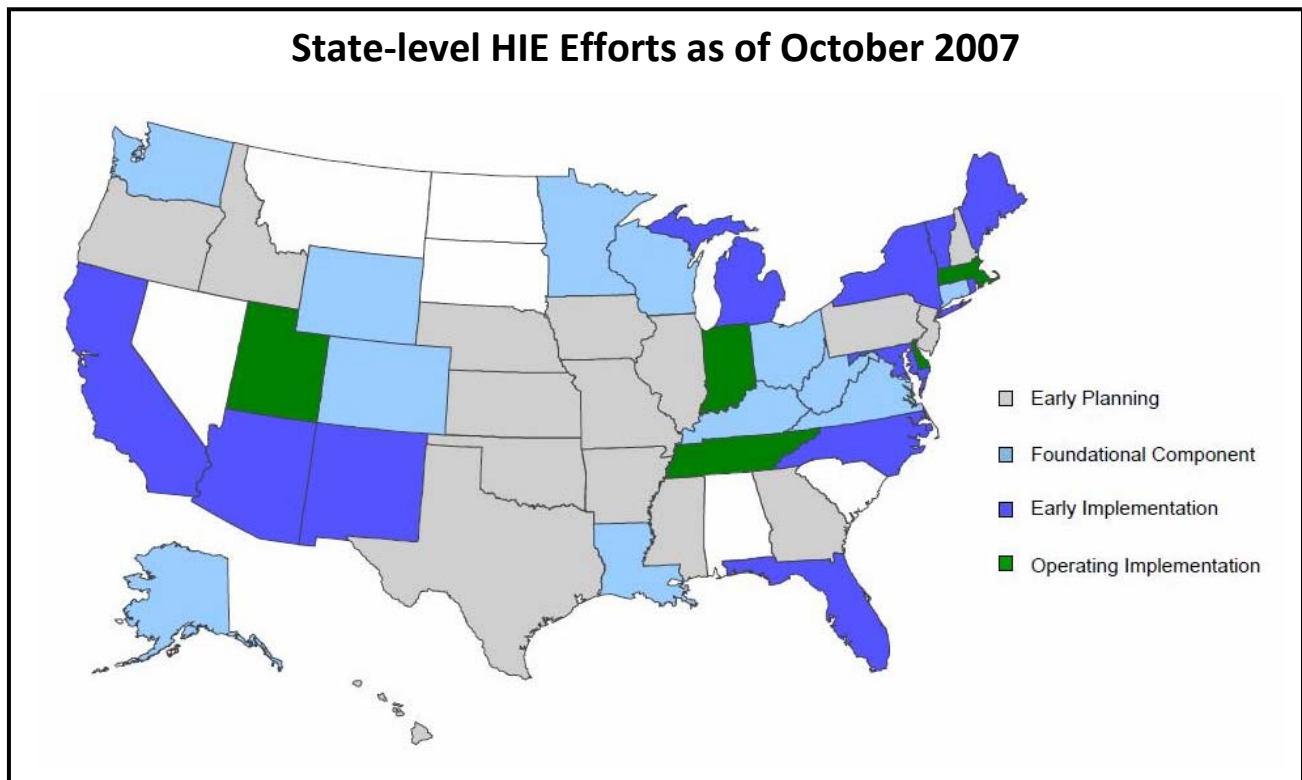 State-level HIE Efforts as of October 2007
Early Planning
Foundational Component
Early Implementation
Operating Implementation